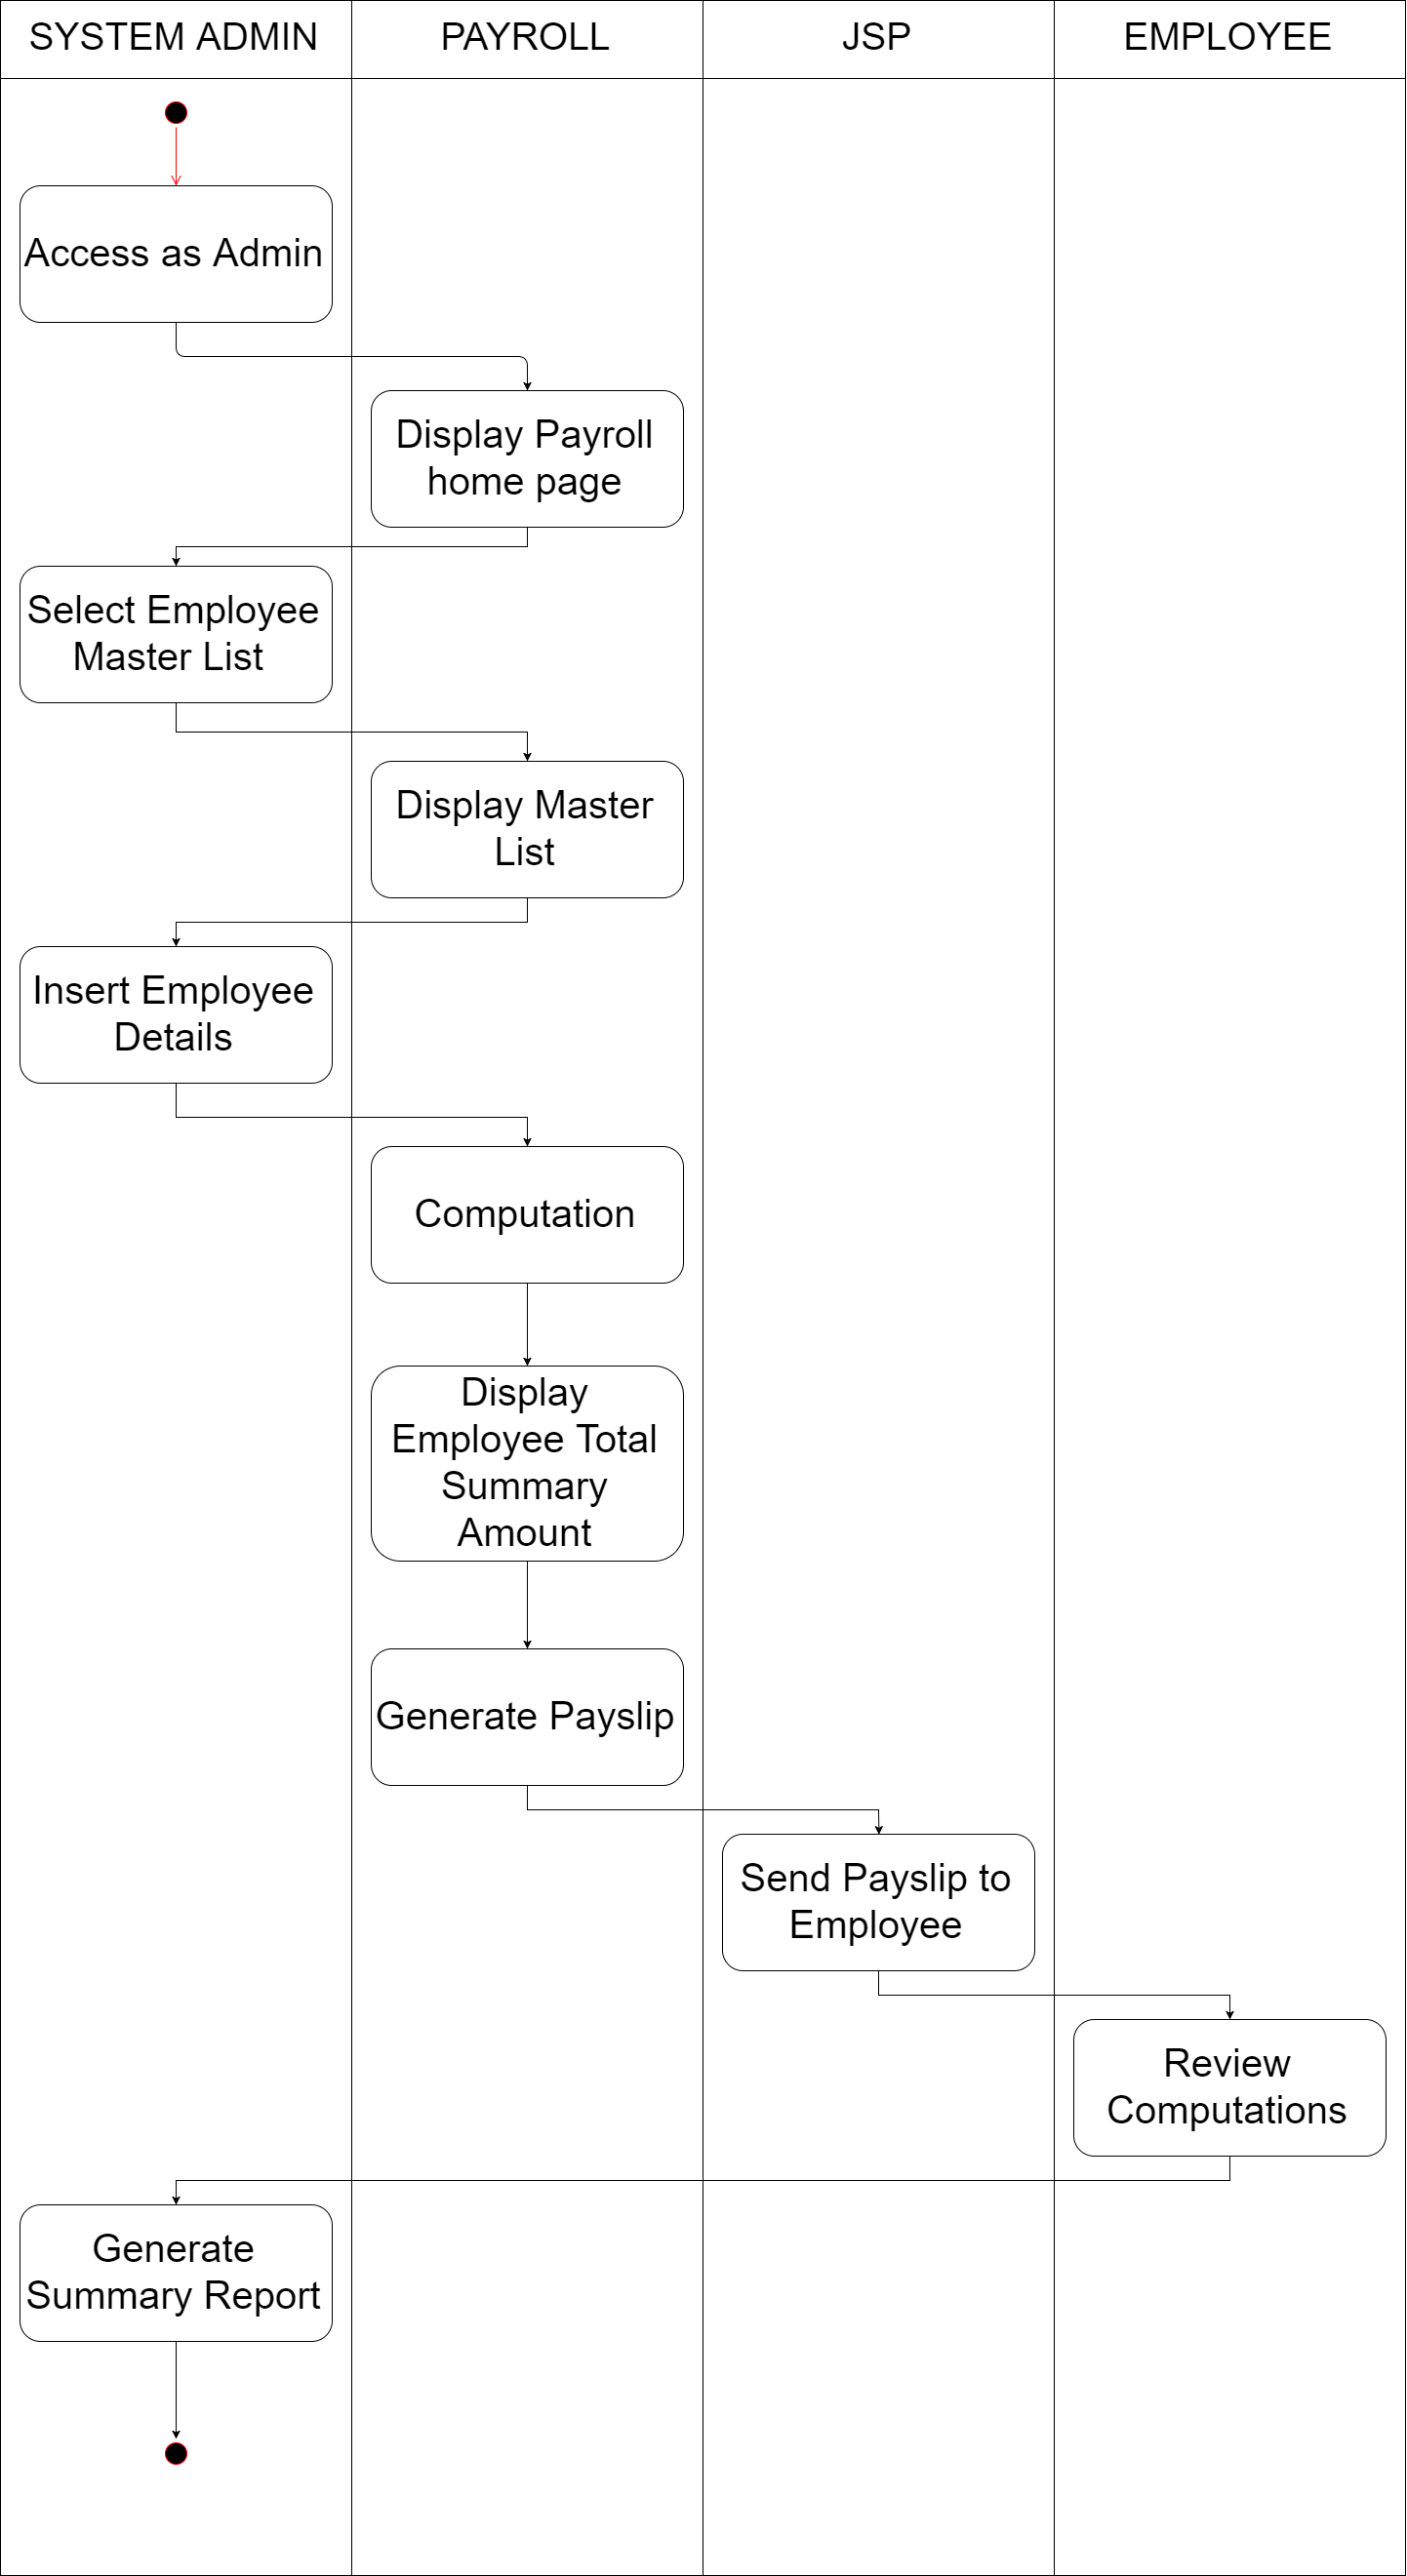 SYSTEM ADMIN
PAYROLL
JSP
EMPLOYEE
Access as Admin
Display Payroll
home page
Select Employee
Master List
Display Master
List
Insert Employee
Details
Computation
Display
Employee Total
Summary
Amount
Generate Payslip
Send Payslip to
Employee
Review
Computations
Generate
Summary Report